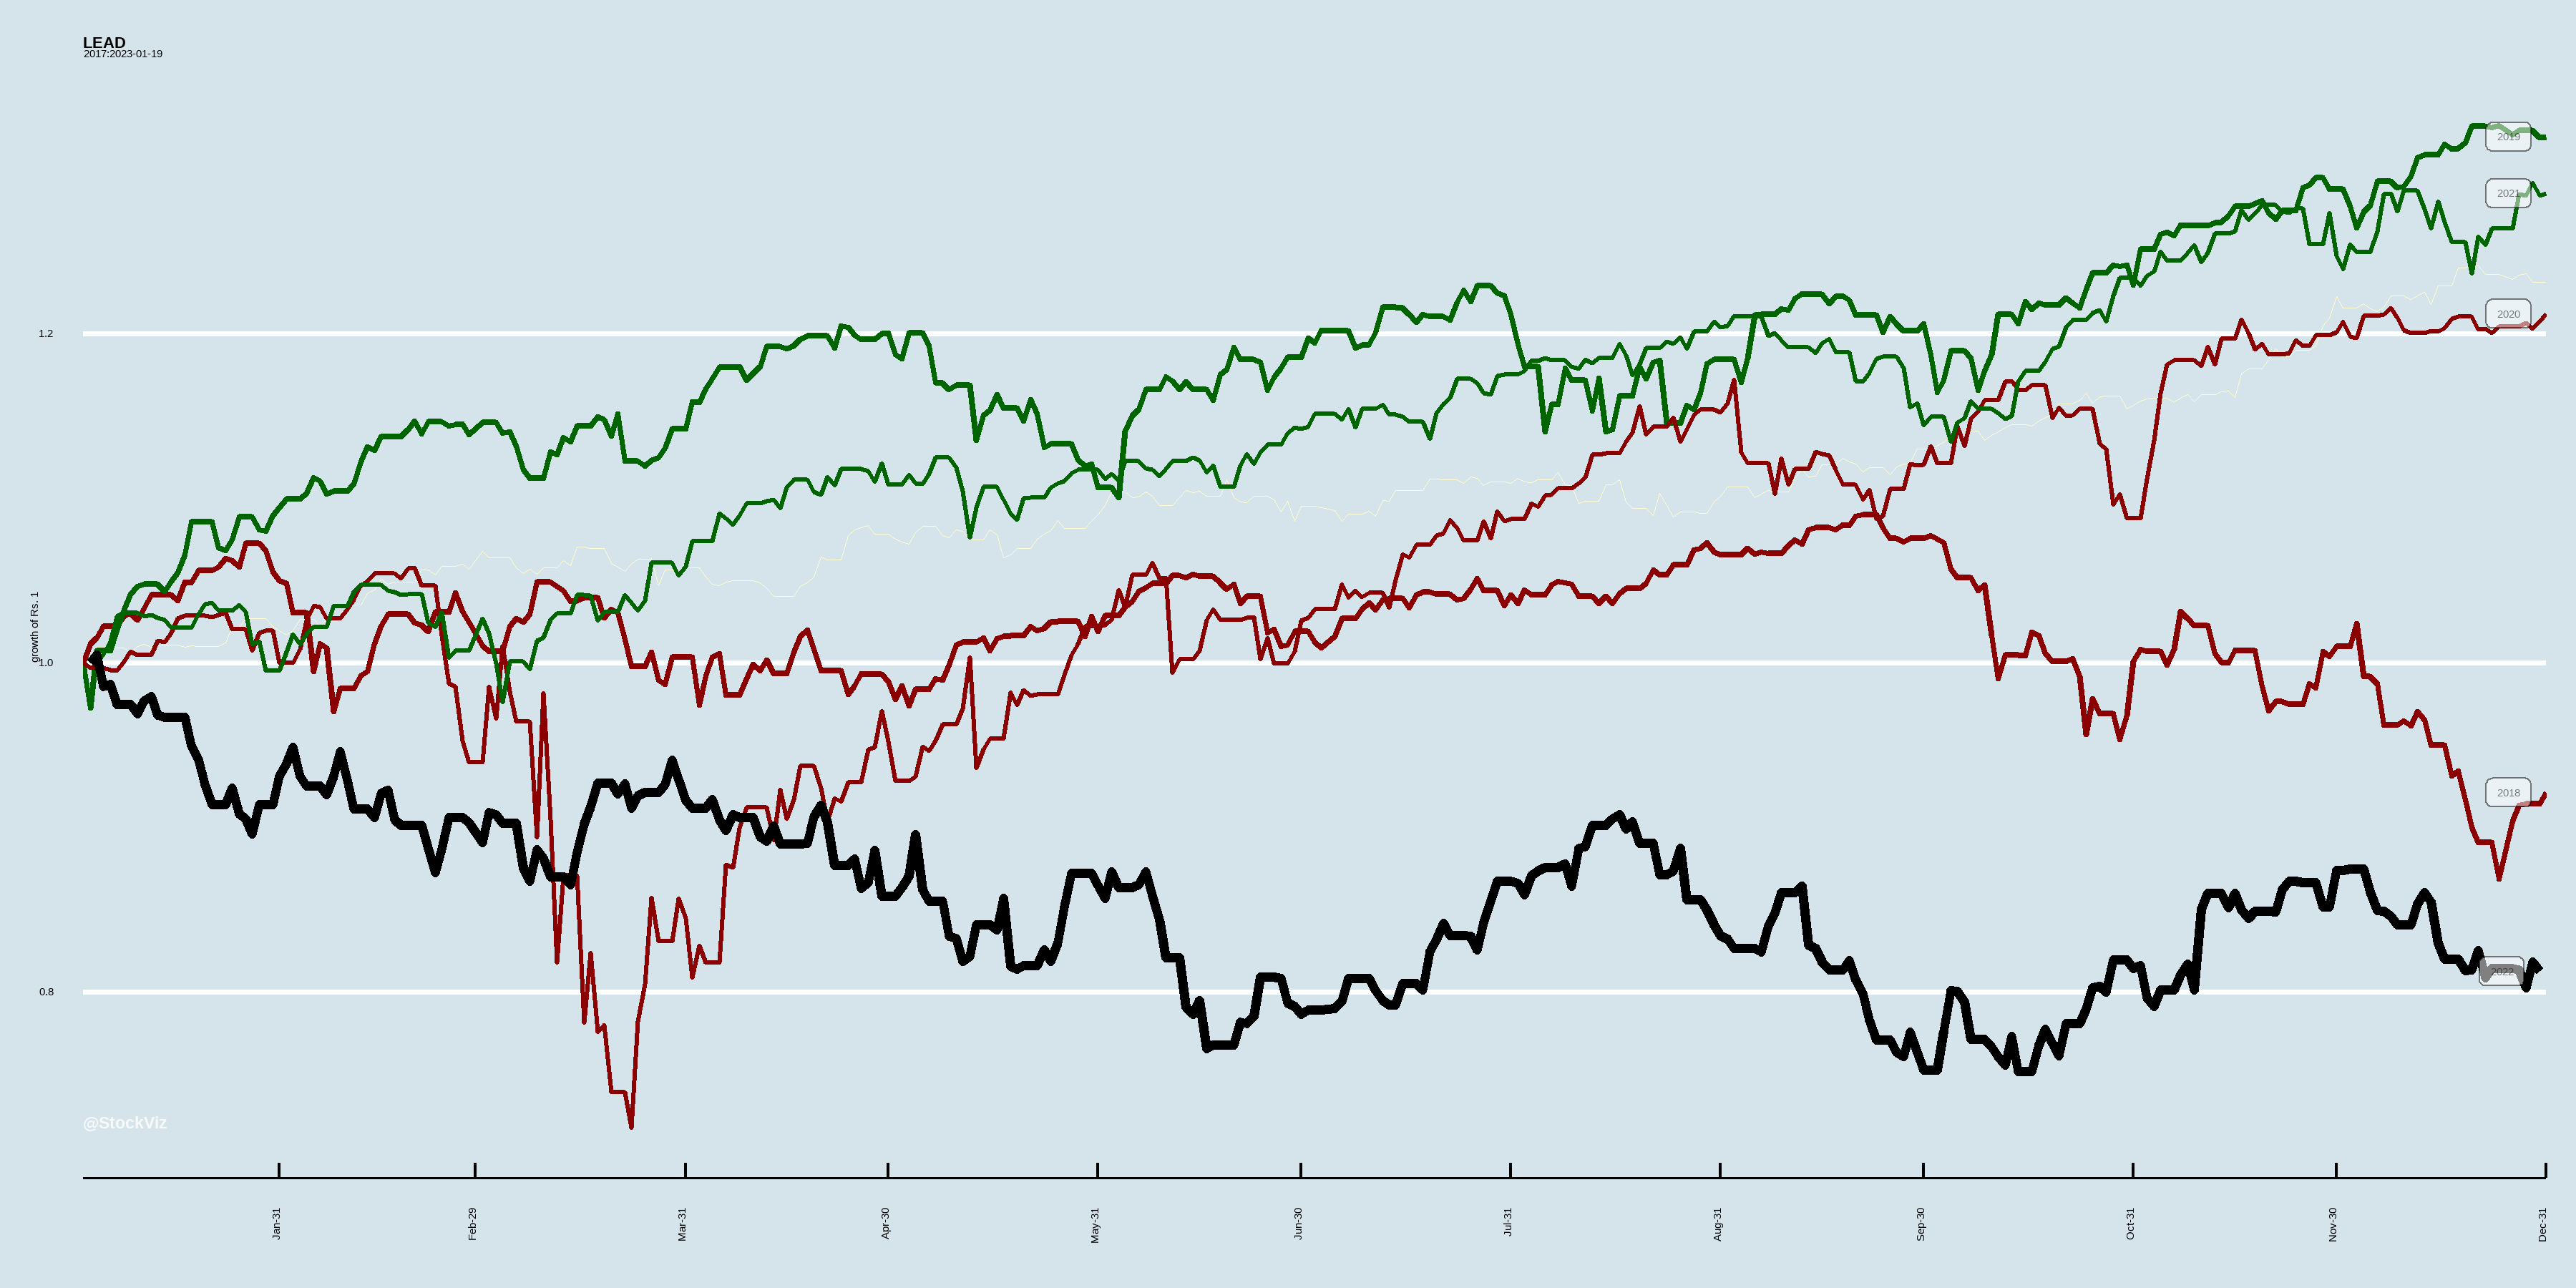 LEAD
2017:2023-01-19
2019
2021
1.2
2020
growth of Rs. 1
1.0
2018
2022
0.8
@StockViz
Jan-31
Feb-29
Mar-31
Apr-30
May-31
Jun-30
Jul-31
Aug-31
Sep-30
Oct-31
Nov-30
Dec-31